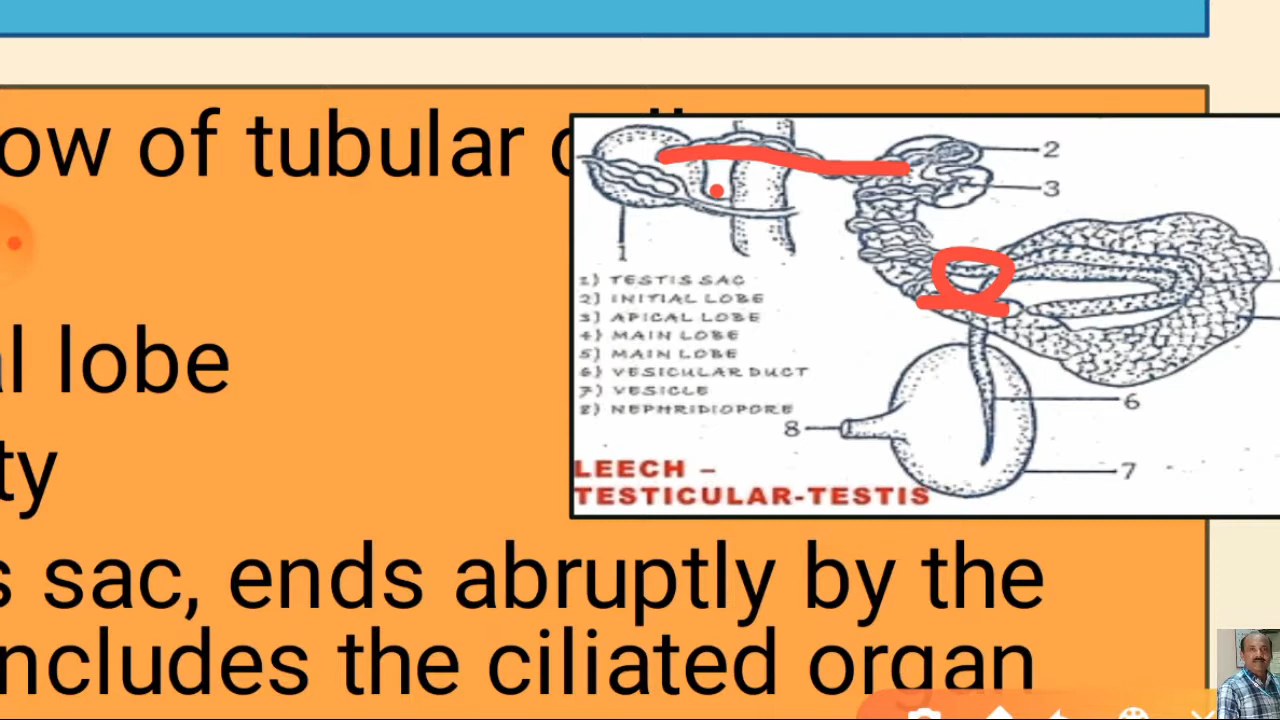 ow of tubular
2
3
1
1) TESTIS SAC
2) INITIAL LOBE
3) APICAL LOBE
4) MAIN LOBE
5) MAIN LOBE
6) VESICULAR DUCT
7) VESICLE
8) NEPHRIDIOPORE
6
8
7
LEECH –
TESTICULAR-TESTIS
al lobe
ty
s sac, ends abruptly by the
ncludes the ciliated organ